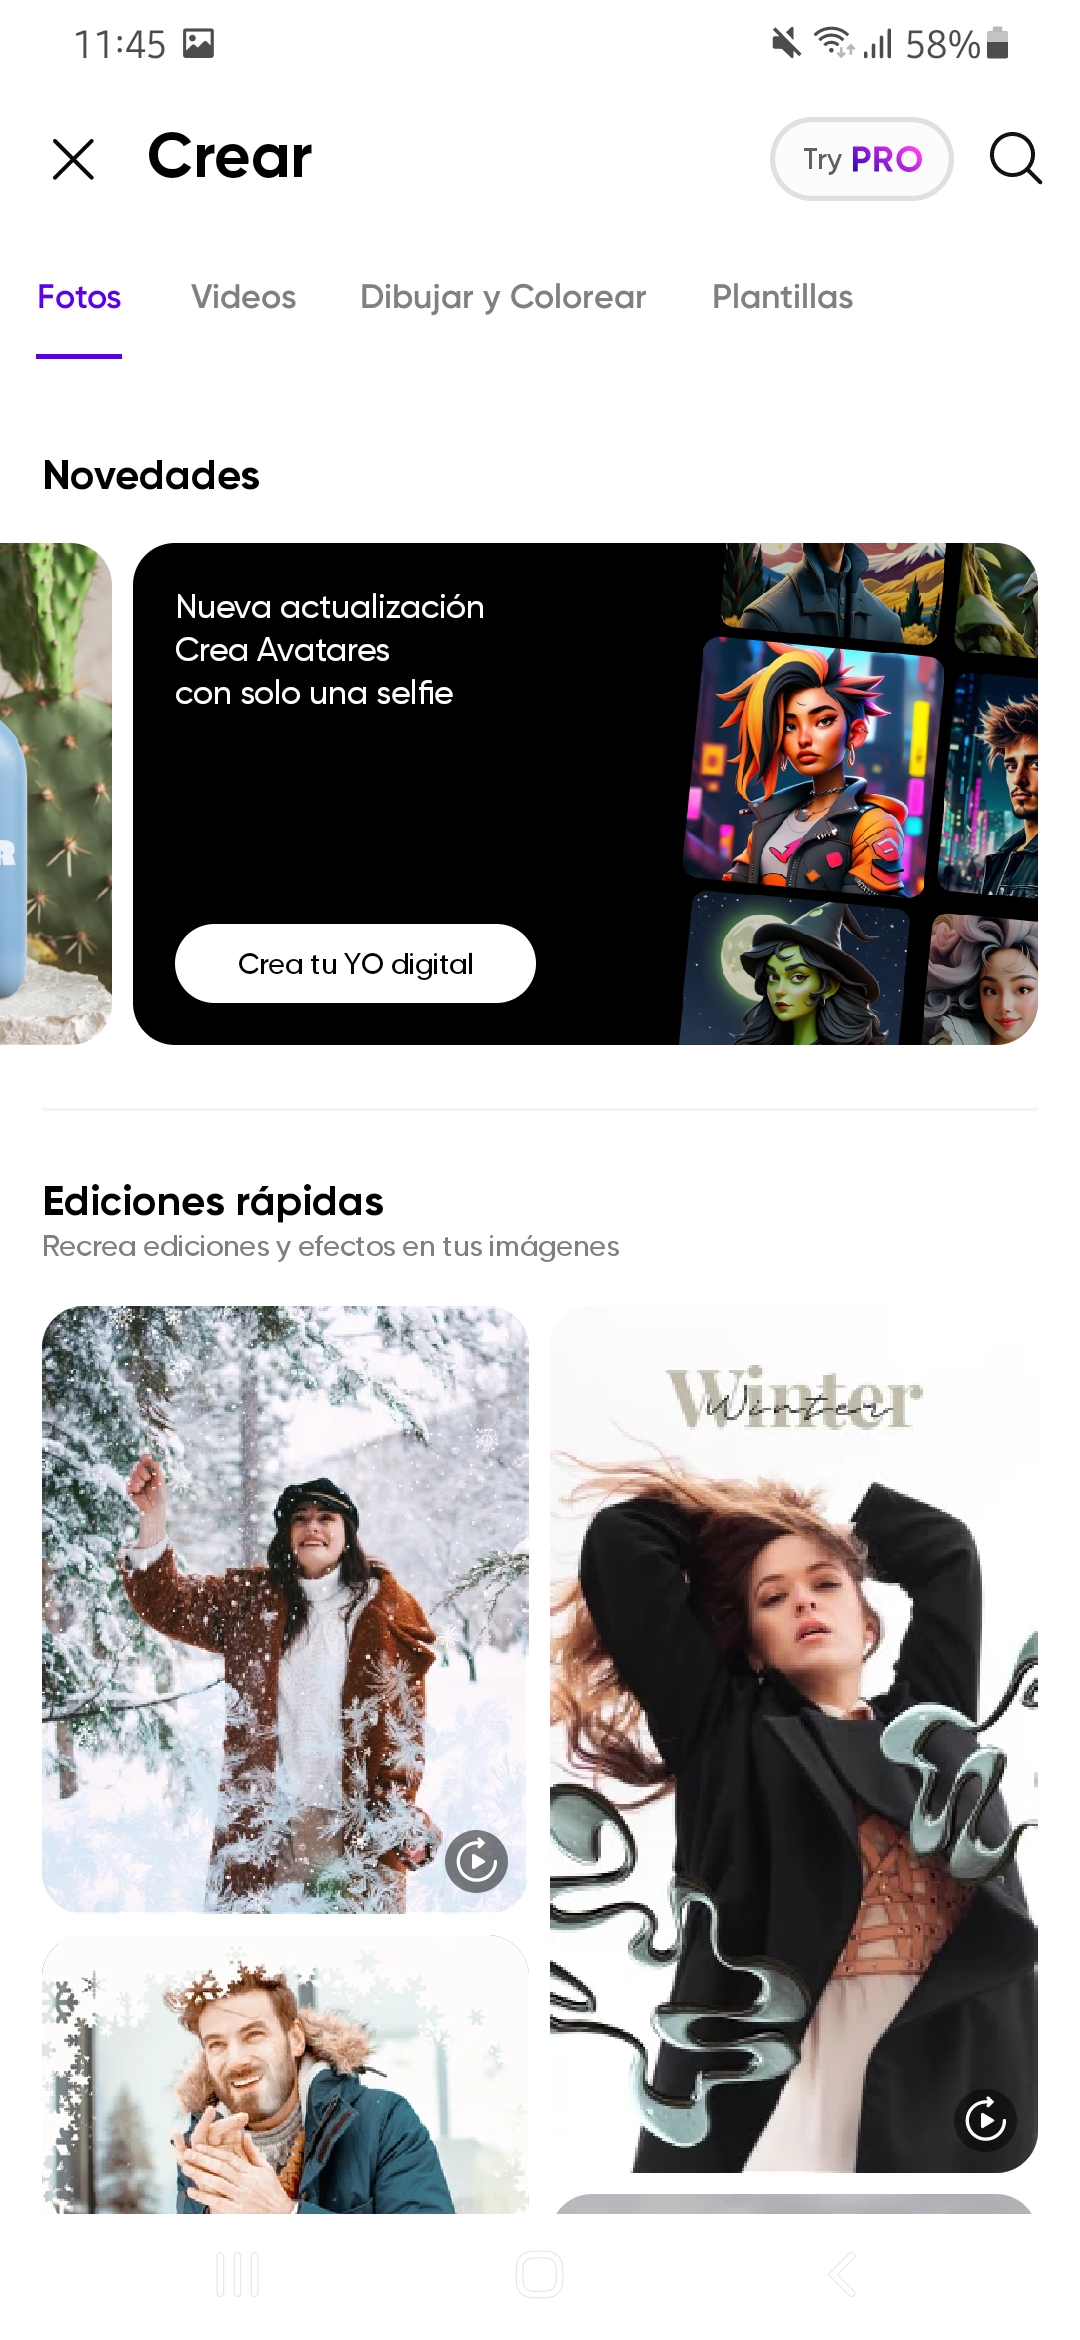 11:45
58%
Crear
Try PRO
Fotos
Videos
Dibujar y Colorear
Plantillas
Novedades
Nueva actualización
Crea Avatares
con solo una selfie
Crea tu YO digital
Ediciones rápidas
Recrea ediciones y efectos en tus imágenes
Winter
Winter